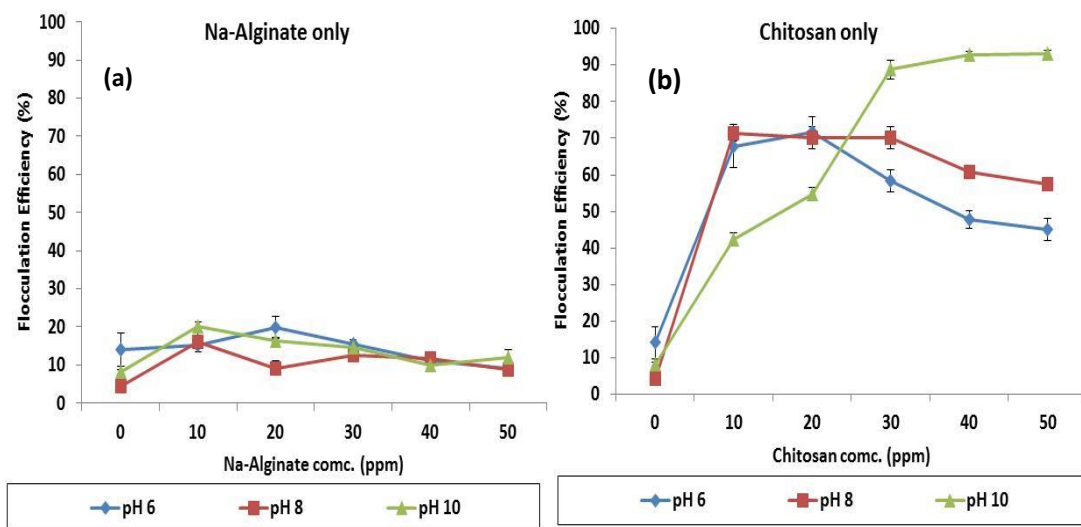 Na-Alginate only
(a)
Flocculation Efficiency (%)
100
90
80
70
60
50
40
30
20
10
0
0 10 20 30 40 50
Na-Alginate comc. (ppm)
pH 6 pH 8 pH 10
Chitosan only
(b)
Flocculation Efficiency (%)
100
90
80
70
60
50
40
30
20
10
0
0 10 20 30 40 50
Chitosan comc. (ppm)
pH 6 pH 8 pH 10